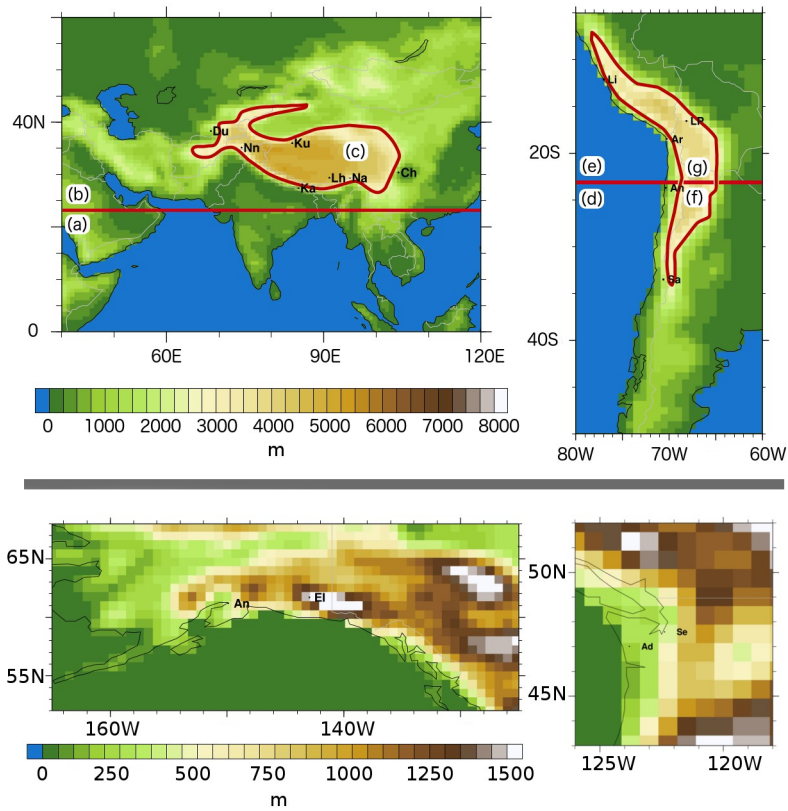 40N
0
60E
90E
120E
Du
Nn
Ku
(c)
Lh
Na
Ch
Ka
(b)
(a)
0 1000 2000 3000 4000 5000 6000 7000 8000
m
20S
40S
80W 70W 60W
Li
LP
Ar
(e)
(g)
An
(d)
(f)
Sa
65N
55N
160W
140W
An
El
0 250 500 750 1000 1250 1500
m
50N
45N
125W
120W
Se
Ad